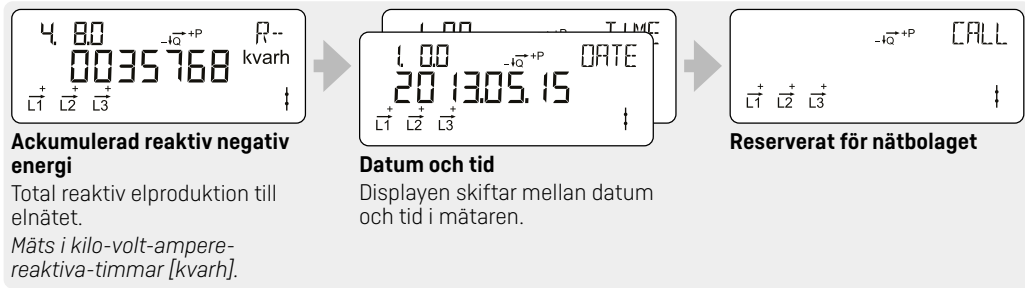 4. 8.0
-Q +P
R--
0035768 kvarh
L1 L2 L3
Ackumulerad reaktiv negativ
energi
Total reaktiv elproduktion till
elnätet.
Mäts i kilo-volt-ampere-
reaktiva-timmar [kvarh].
1. 0.0
+P
TIME
1. 0.0
-Q +P
DATE
2013.05.15
L1 L2 L3
Datum och tid
Displayen skiftar mellan datum
och tid i mätaren.
-Q +P
CALL
L1 L2 L3
Reserverat för nätbolaget